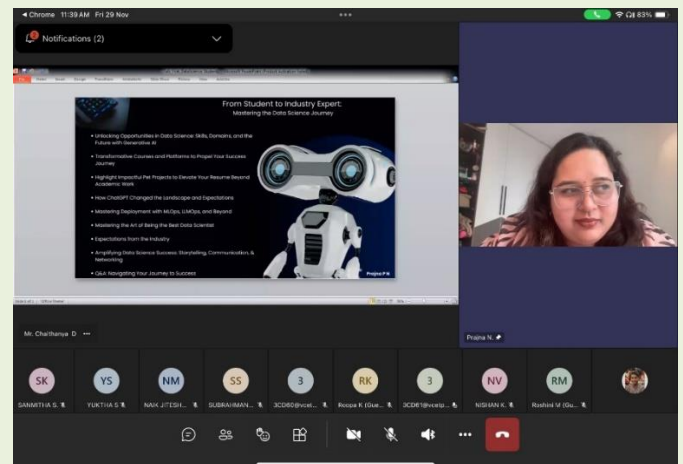 Chrome 11:39 AM Fri 29 Nov
83%
Notifications (2)
From Student to Industry Expert:
Mastering the Data Science Journey
• Unlocking Opportunities in Data Science: Skills, Domains, and the
Future with Generative AI
• Transformative Courses and Platforms to Propel Your Success
Journey
• Highlight Impactful Pet Projects to Elevate Your Resume Beyond
Academic Work
• How ChatGPT Changed the Landscape and Expectations
• Mastering Deployment with MLOps, LLMOps, and Beyond
• Mastering the Art of Being the Best Data Scientist
• Expectations from the Industry
• Amplifying Data Science Success: Storytelling, Communication, &
Networking
• Q&A: Navigating Your Journey to Success
Prajna P N
Mr. Chaithanya D
Prajna N.
SK
YS
NM
SS
3
RK
3
NV
RM
SANMITHA S.
YUKTHA S
NAIK JITESH...
SUBRAHMAN...
3CD60@vcet...
Roopa K (Gue...
3CD61@vcetp...
NISHAN K.
Roshini M (Gu...